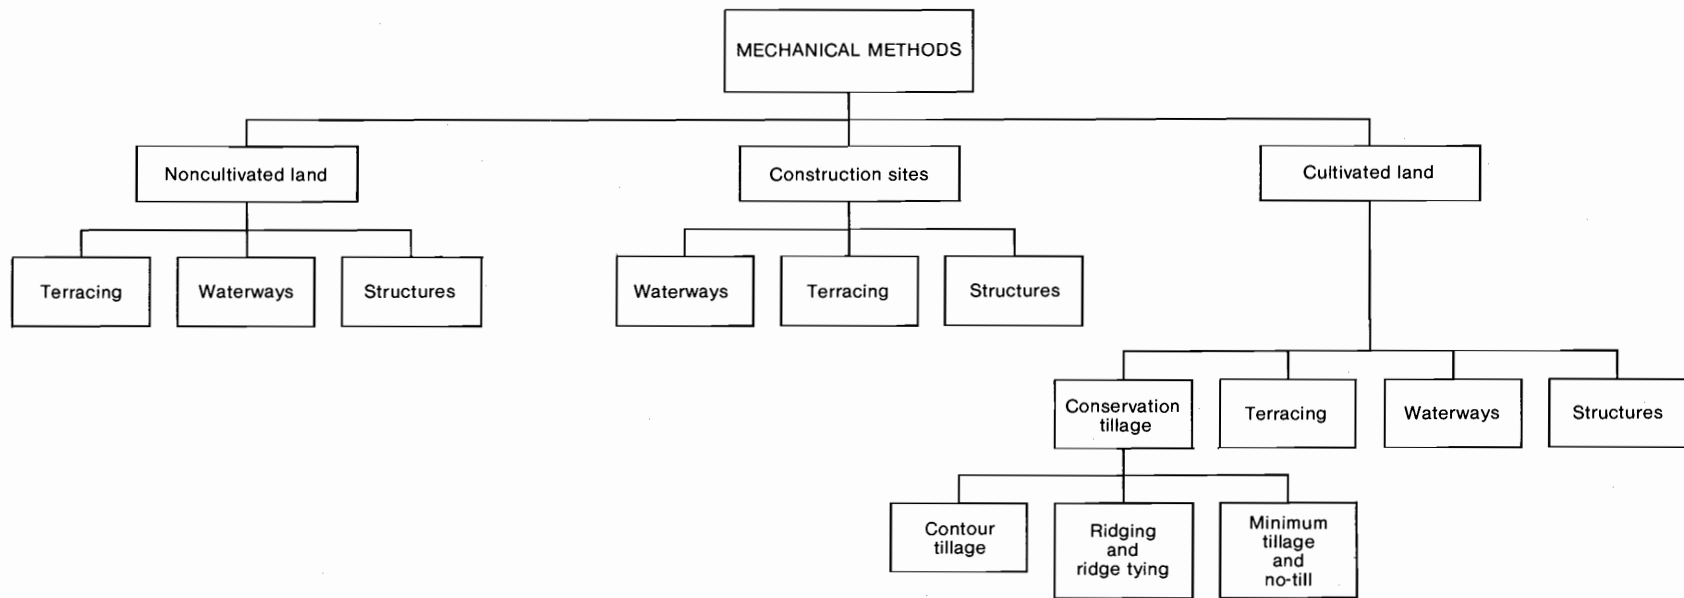 MECHANICAL METHODS
Noncultivated land
Construction sites
Cultivated land
Terracing
Waterways
Structures
Waterways
Terracing
Structures
Conservation
tillage
Terracing
Waterways
Structures
Contour
tillage
Ridging
and
ridge tying
Minimum
tillage
and
no-till